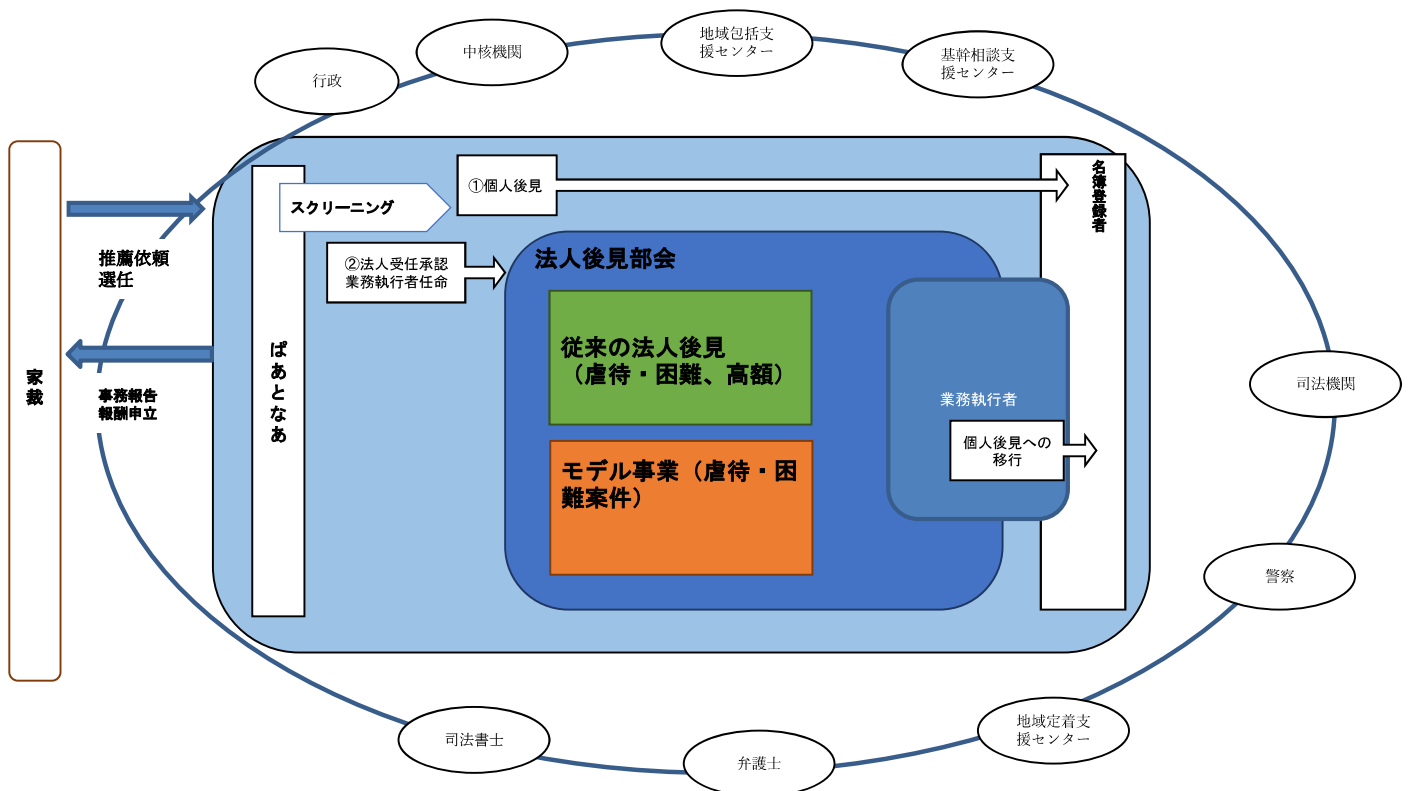 行政
中核機関
地域包括支
援センター
基幹相談支
援センター
家裁
推薦依頼
選任
事務報告
報酬申立
ぱあとなあ
スクリーニング
①個人後見
②法人受任承認
業務執行者任命
法人後見部会
従来の法人後見
（虐待・困難、高額）
モデル事業（虐待・困
難案件）
業務執行者
個人後見への
移行
名簿登録者
司法機関
警察
地域定着支
援センター
弁護士
司法書士